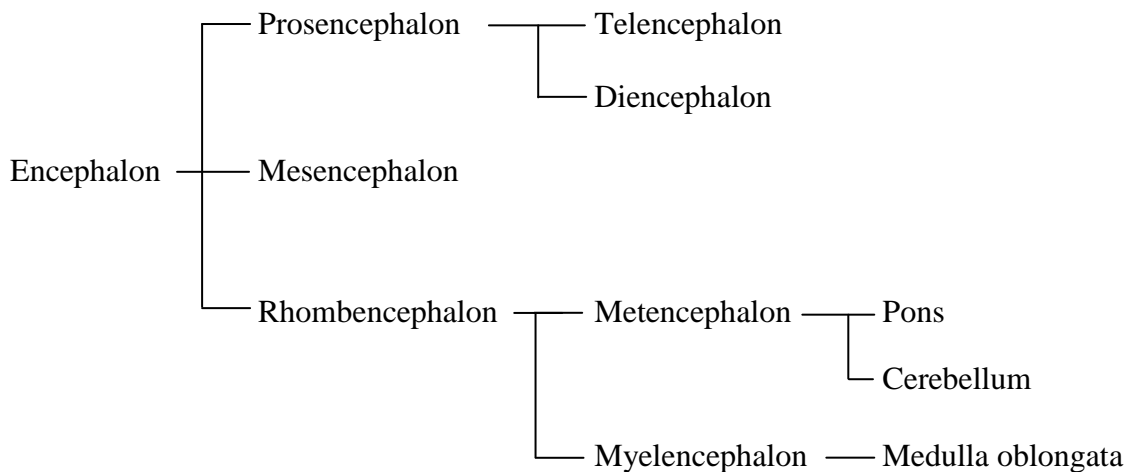 Prosencephalon Telencephalon
Diencephalon
Encephalon Mesencephalon
Rhombencephalon Metencephalon Pons
Cerebellum
Myelencephalon Medulla oblongata